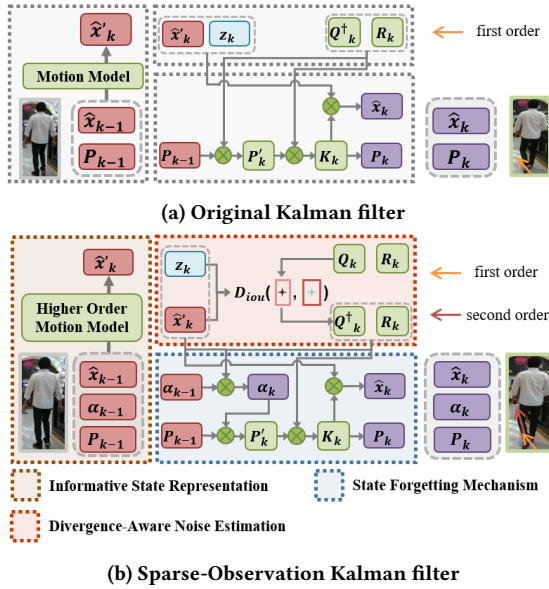 x̂'ₖ
Motion Model
x̂ₖ₋₁
Pₖ₋₁
x̂'ₖ zₖ
Q†ₖ Rₖ
x̂ₖ
Pₖ₋₁ P'ₖ Kₖ Pₖ
x̂ₖ
Pₖ
first order
(a) Original Kalman filter
x̂'ₖ
Higher Order
Motion Model
x̂ₖ₋₁
αₖ₋₁
Pₖ₋₁
zₖ
x̂'ₖ
D_iou( , )
Qₖ Rₖ
Q†ₖ Rₖ
αₖ₋₁ αₖ x̂ₖ
Pₖ₋₁ P'ₖ Kₖ Pₖ
x̂ₖ
αₖ
Pₖ
first order
second order
Informative State Representation
State Forgetting Mechanism
Divergence-Aware Noise Estimation
(b) Sparse-Observation Kalman filter